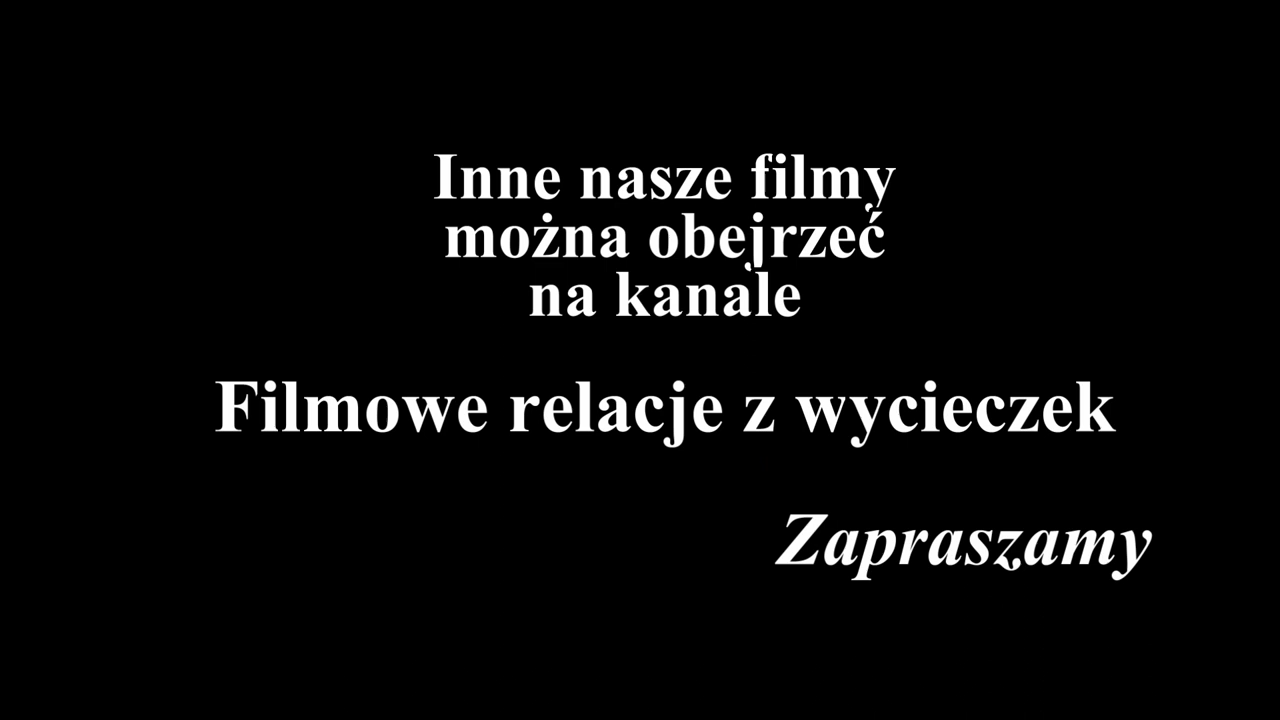 Inne nasze filmy
można obejrzeć
na kanale
Filmowe relacje z wycieczek
Zapraszamy